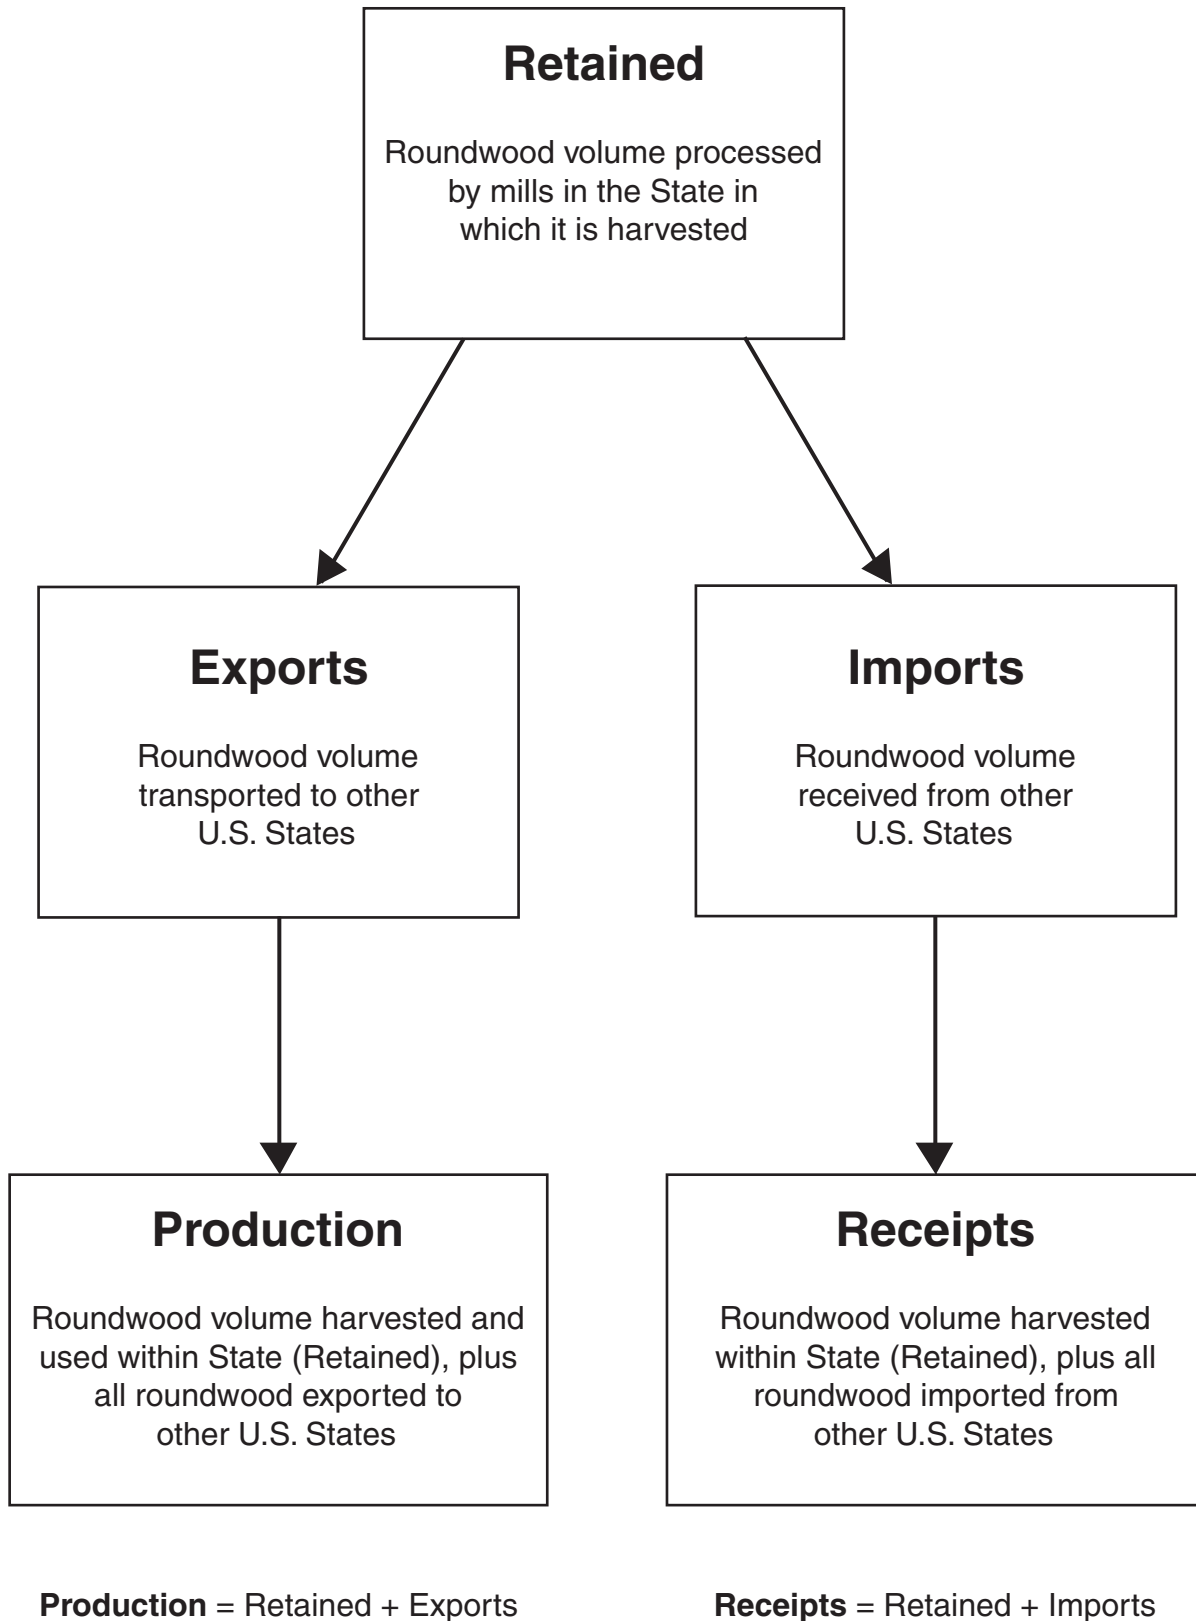 Retained
Roundwood volume processed
by mills in the State in
which it is harvested
Exports
Roundwood volume
transported to other
U.S. States
Imports
Roundwood volume
received from other
U.S. States
Production
Roundwood volume harvested and
used within State (Retained), plus
all roundwood exported to
other U.S. States
Receipts
Roundwood volume harvested
within State (Retained), plus all
roundwood imported from
other U.S. States
Production = Retained + Exports
Receipts = Retained + Imports